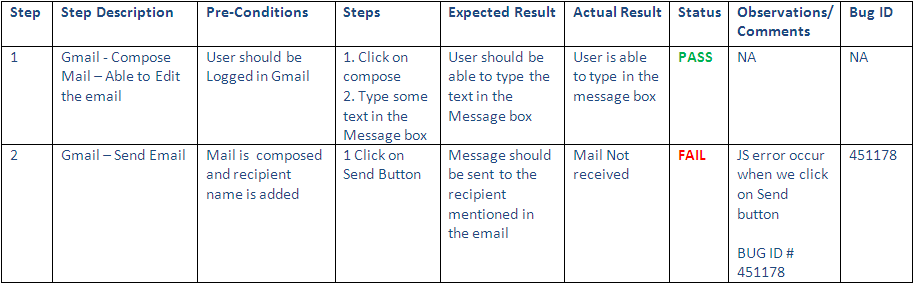 Step
Step Description
Pre-Conditions
Steps
Expected Result
Actual Result
Status
Observations/
Comments
Bug ID
1
Gmail - Compose
Mail – Able to Edit
the email
User should be
Logged in Gmail
1. Click on
compose
2. Type some
text in the
Message box
User should be
able to type the
text in the
Message box
User is able
to type in the
message box
PASS
NA
NA
2
Gmail – Send Email
Mail is composed
and recipient
name is added
1 Click on
Send Button
Message should
be sent to the
recipient
mentioned in
the email
Mail Not
received
FAIL
JS error occur
when we click
on Send
button
BUG ID #
451178
451178